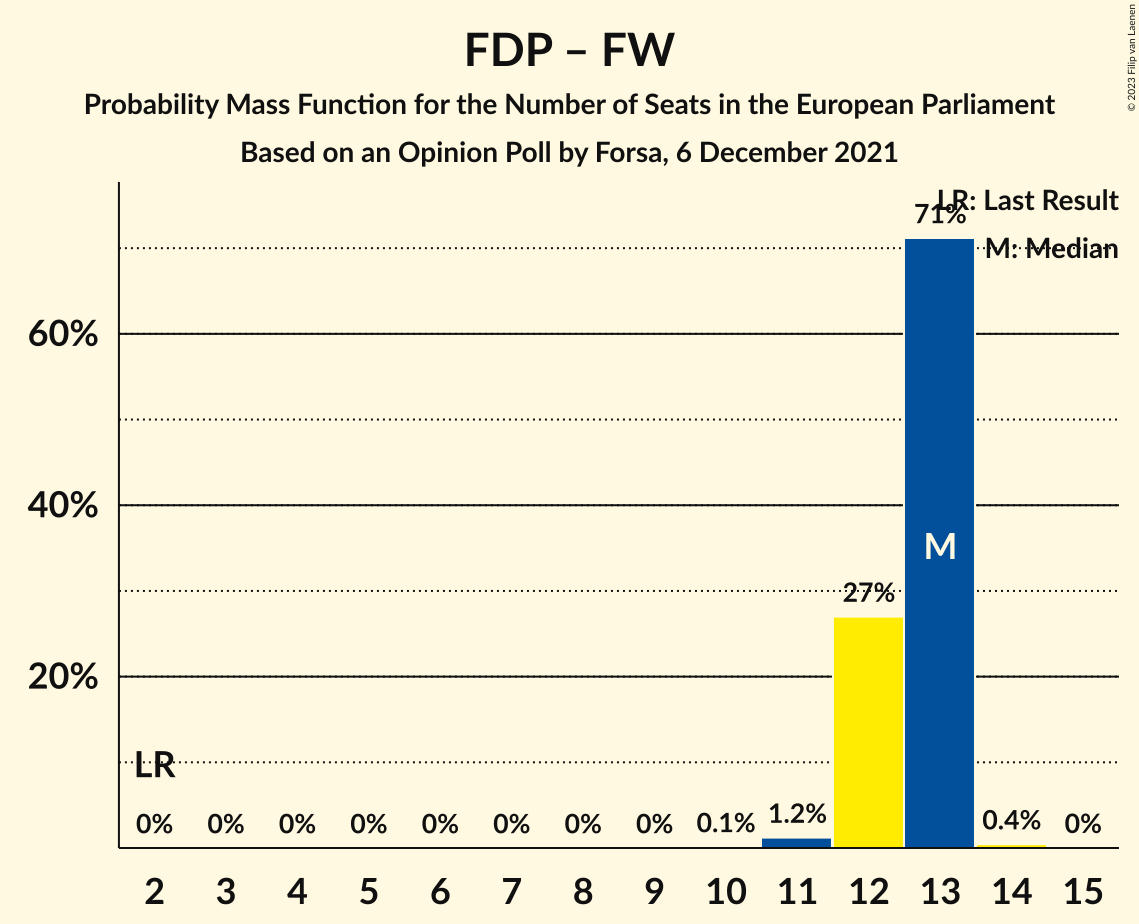 FDP – FW
Probability Mass Function for the Number of Seats in the European Parliament
Based on an Opinion Poll by Forsa, 6 December 2021
© 2023 Filip van Laenen
LR: Last Result
M: Median
71%
60%
40%
20%
M
27%
LR
0% 0% 0% 0% 0% 0% 0% 0% 0.1% 1.2% 0.4% 0%
2 3 4 5 6 7 8 9 10 11 12 13 14 15